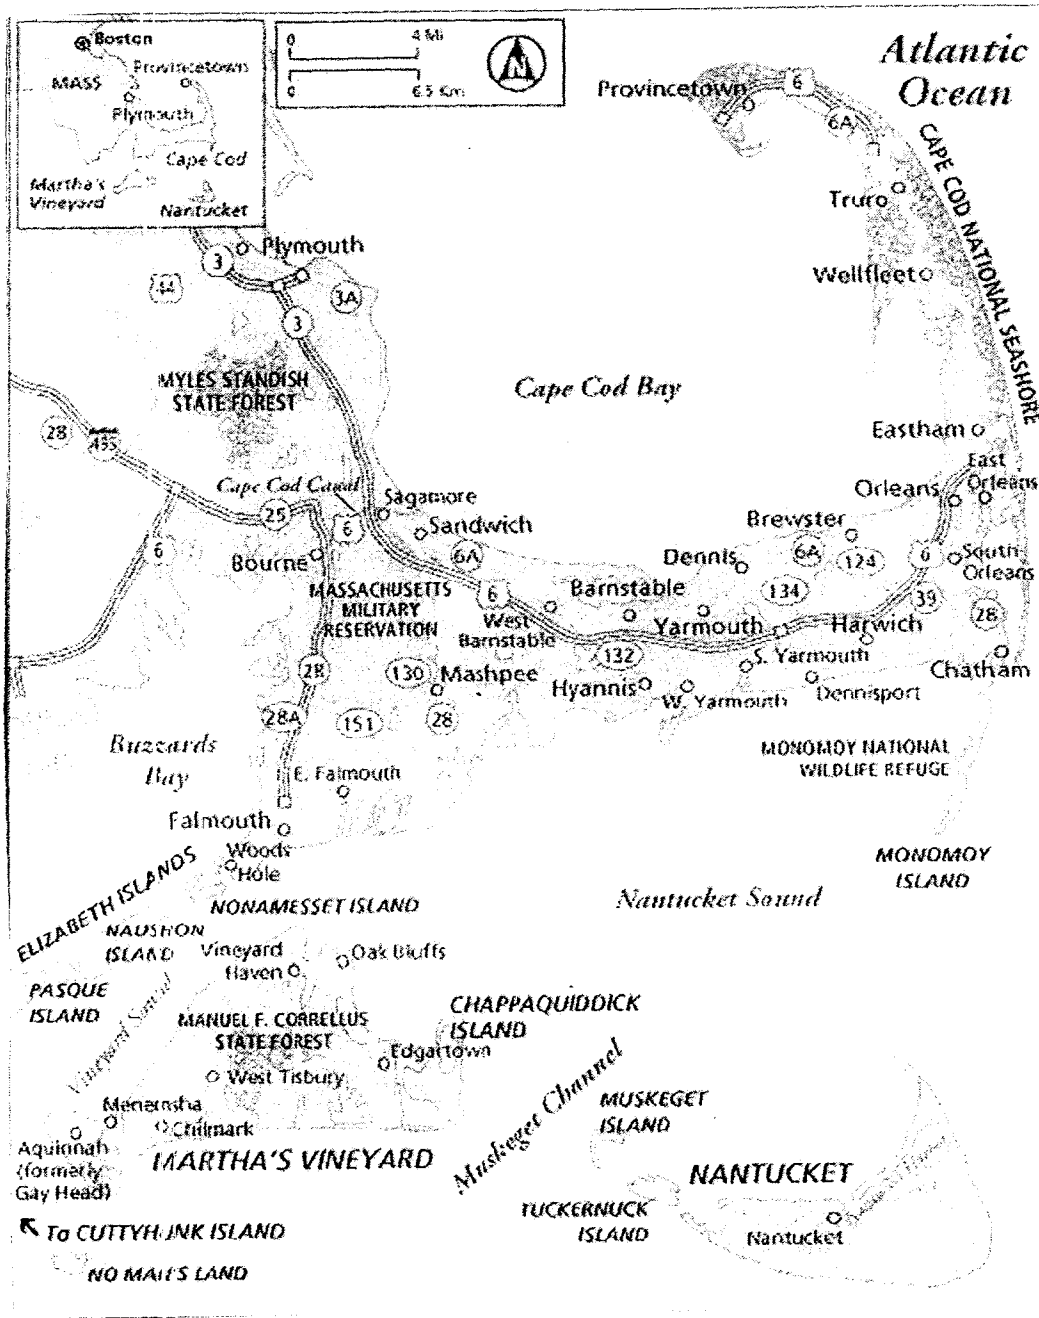 Boston
Provincetown
MASS
Plymouth
Cape Cod
Martha's
Vineyard
Nantucket
0
4 Mi
0
6.5 Km
N
Atlantic
Ocean
Provincetown
6
6A
CAPE COD NATIONAL SEASHORE
Truro
Wellfleet
Plymouth
3
44
3A
3
MYLES STANDISH
STATE FOREST
Cape Cod Bay
28
495
Eastham
East
Orleans
Orleans
Cape Cod Canal
Sagamore
25
6
Sandwich
Brewster
6
Bourne
6A
Dennis
6A
124
6
South
Orleans
MASSACHUSETTS
MILITARY
RESERVATION
6
Barnstable
134
39
28
West
Barnstable
Yarmouth
Harwich
132
S. Yarmouth
Chatham
28
130
Mashpee
Hyannis
W. Yarmouth
Dennisport
28A
151
28
Buzzards
Bay
MONOMOY NATIONAL
WILDLIFE REFUGE
E. Falmouth
Falmouth
Woods
Hole
MONOMOY
ISLAND
ELIZABETH ISLANDS
NONAMESSET ISLAND
Nantucket Sound
NAUSHON
ISLAND
Vineyard
Haven
Oak Bluffs
PASQUE
ISLAND
Vineyard Sound
CHAPPAQUIDDICK
ISLAND
MANUEL F. CORRELLUS
STATE FOREST
Edgartown
West Tisbury
Muskeget Channel
MUSKEGET
ISLAND
Menemsha
Chilmark
Aquinnah
(formerly
Gay Head)
MARTHA'S VINEYARD
NANTUCKET
TUCKERNUCK
ISLAND
Nantucket
To CUTTYHUNK ISLAND
NO MAN'S LAND